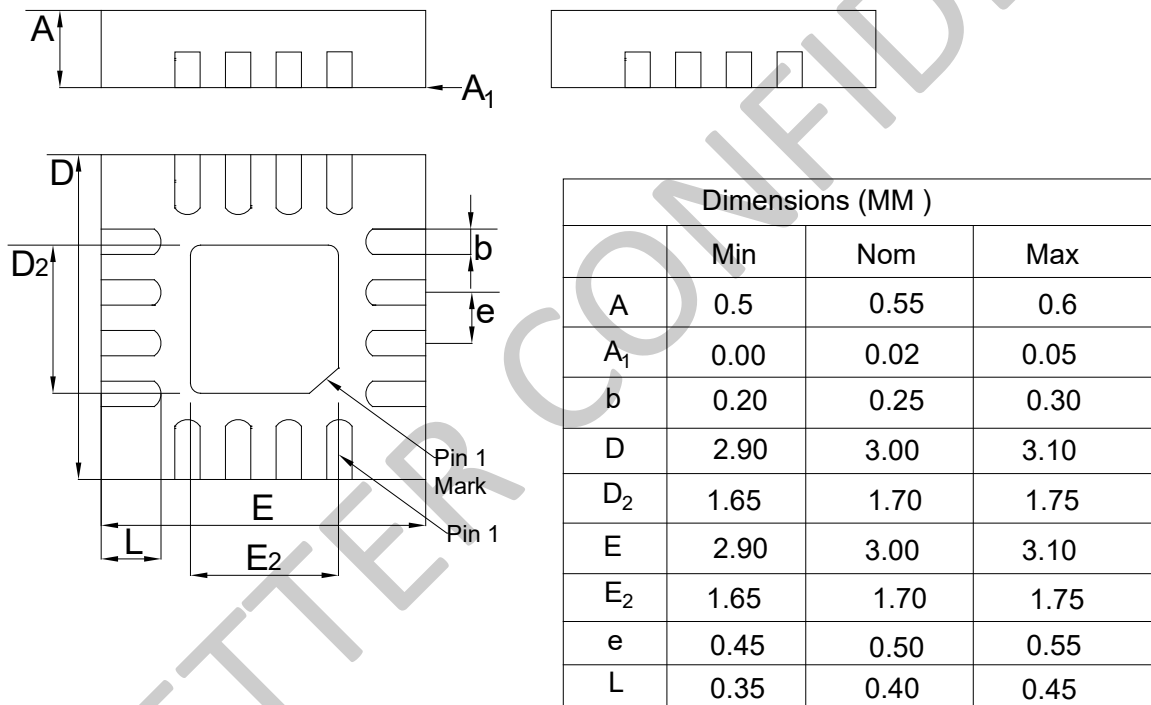 A
A1
D
D2
b
e
Pin 1
Mark
E
Pin 1
L
E2
Dimensions (MM )
Min Nom Max
A 0.5 0.55 0.6
A1 0.00 0.02 0.05
b 0.20 0.25 0.30
D 2.90 3.00 3.10
D2 1.65 1.70 1.75
E 2.90 3.00 3.10
E2 1.65 1.70 1.75
e 0.45 0.50 0.55
L 0.35 0.40 0.45
ETTER CONFID